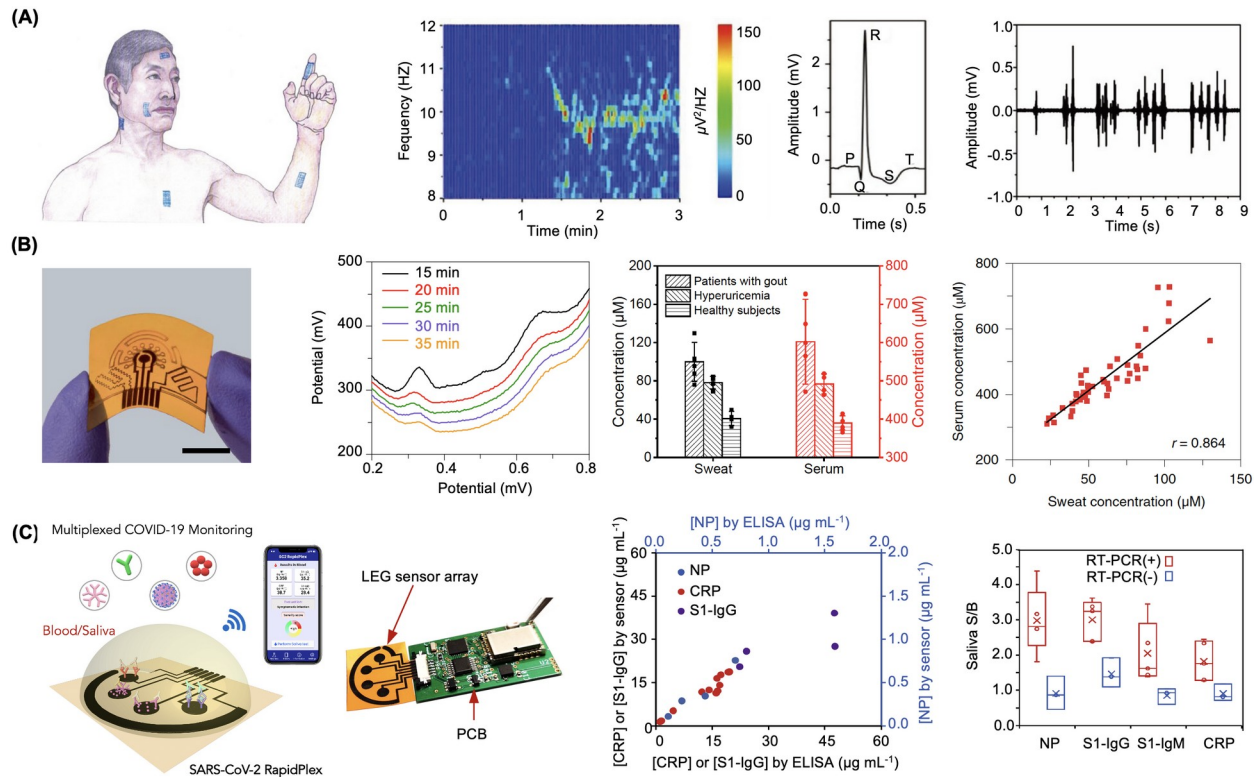 (A)
12
11
10
9
8
Frequency (HZ)
0
1
2
3
Time (min)
150
100
50
0
μV²/HZ
Amplitude (mV)
2
1
0
R
P
Q
S
T
0.0
0.5
Time (s)
Amplitude (mV)
1.0
0.5
0.0
-0.5
-1.0
0 1 2 3 4 5 6 7 8 9
Time (s)
(B)
Potential (mV)
500
400
300
200
15 min
20 min
25 min
30 min
35 min
0.2 0.4 0.6 0.8
Potential (mV)
Concentration (μM)
200
160
120
80
40
0
Patients with gout
Hyperuricemia
Healthy subjects
Sweat
Serum
800
700
600
500
400
300
Concentration (μM)
Serum concentration (μM)
800
600
400
200
r = 0.864
0 50 100 150
Sweat concentration (μM)
(C)
Multiplexed COVID-19 Monitoring
Blood/Saliva
SARS-CoV-2 RapidPlex
LEG sensor array
PCB
[NP] by ELISA (μg mL-1)
0.0 0.4 0.8 1.2 1.6 2.0
[CRP] or [S1-IgG] by sensor (μg mL-1)
60
45
30
15
0
NP
CRP
S1-IgG
2.0
1.5
1.0
0.5
0.0
[NP] by sensor (μg mL-1)
0 15 30 45 60
[CRP] or [S1-IgG] by ELISA (μg mL-1)
Saliva S/B
5.0
4.0
3.0
2.0
1.0
0.0
RT-PCR(+)
RT-PCR(-)
NP S1-IgG S1-IgM CRP